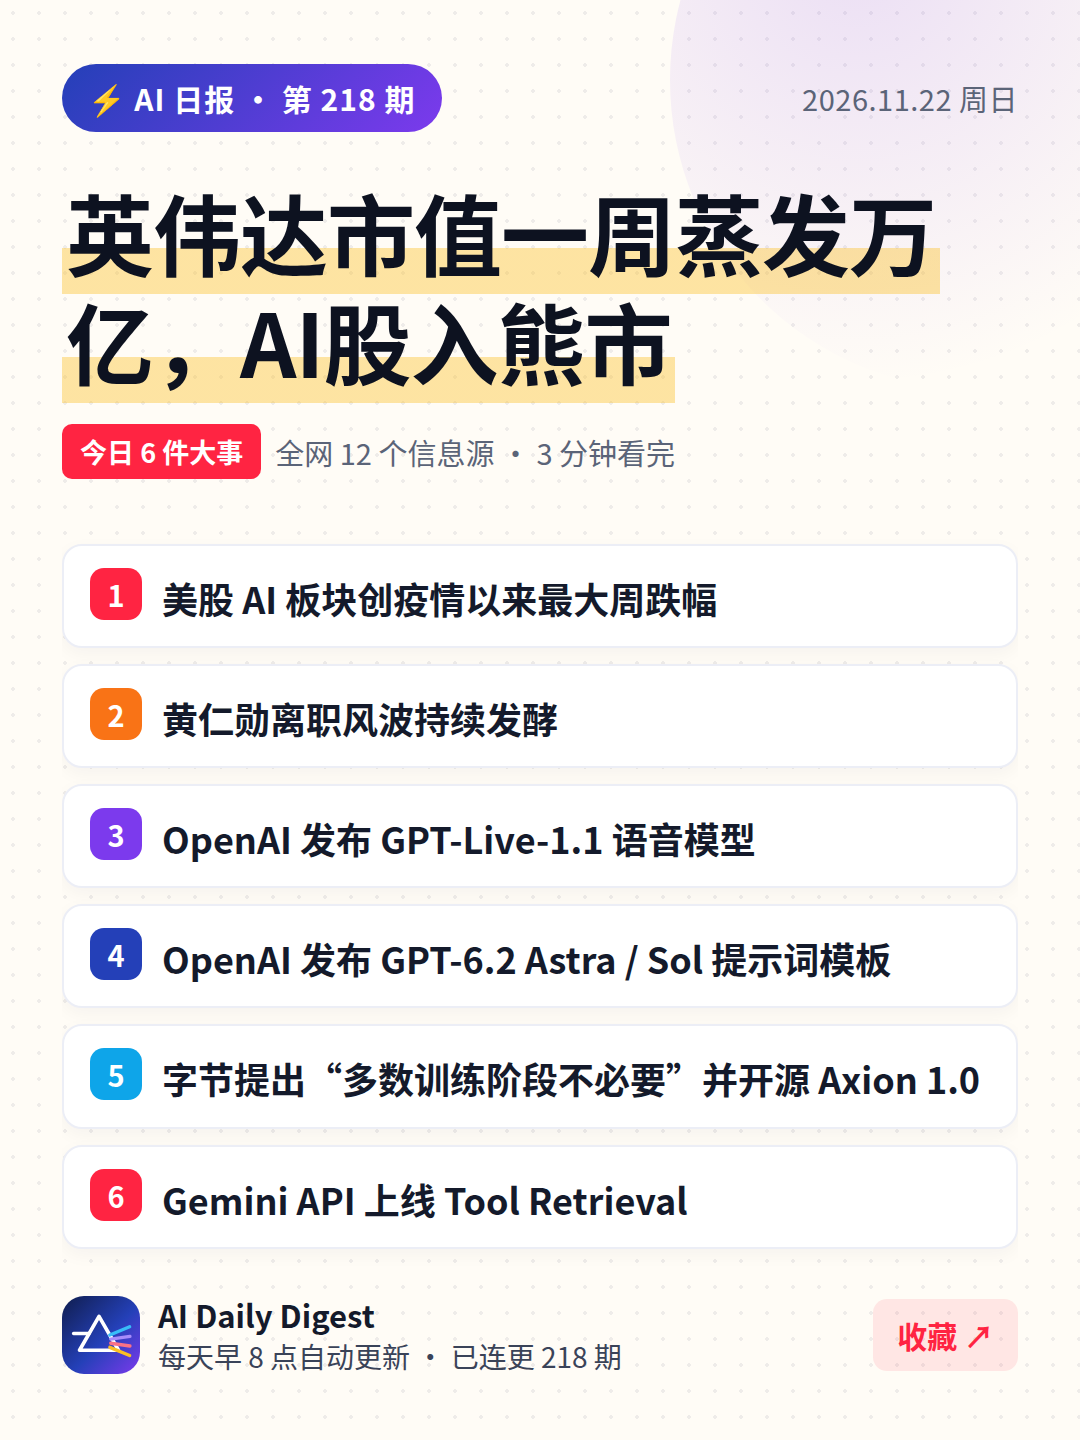 ⚡ AI 日报 · 第 218 期
2026.11.22 周日
英伟达市值一周蒸发万
亿，AI股入熊市
今日 6 件大事
全网 12 个信息源 · 3 分钟看完
1 美股 AI 板块创疫情以来最大周跌幅
2 黄仁勋离职风波持续发酵
3 OpenAI 发布 GPT-Live-1.1 语音模型
4 OpenAI 发布 GPT-6.2 Astra / Sol 提示词模板
5 字节提出“多数训练阶段不必要”并开源 Axion 1.0
6 Gemini API 上线 Tool Retrieval
AI Daily Digest
每天早 8 点自动更新 · 已连更 218 期
收藏 ↗